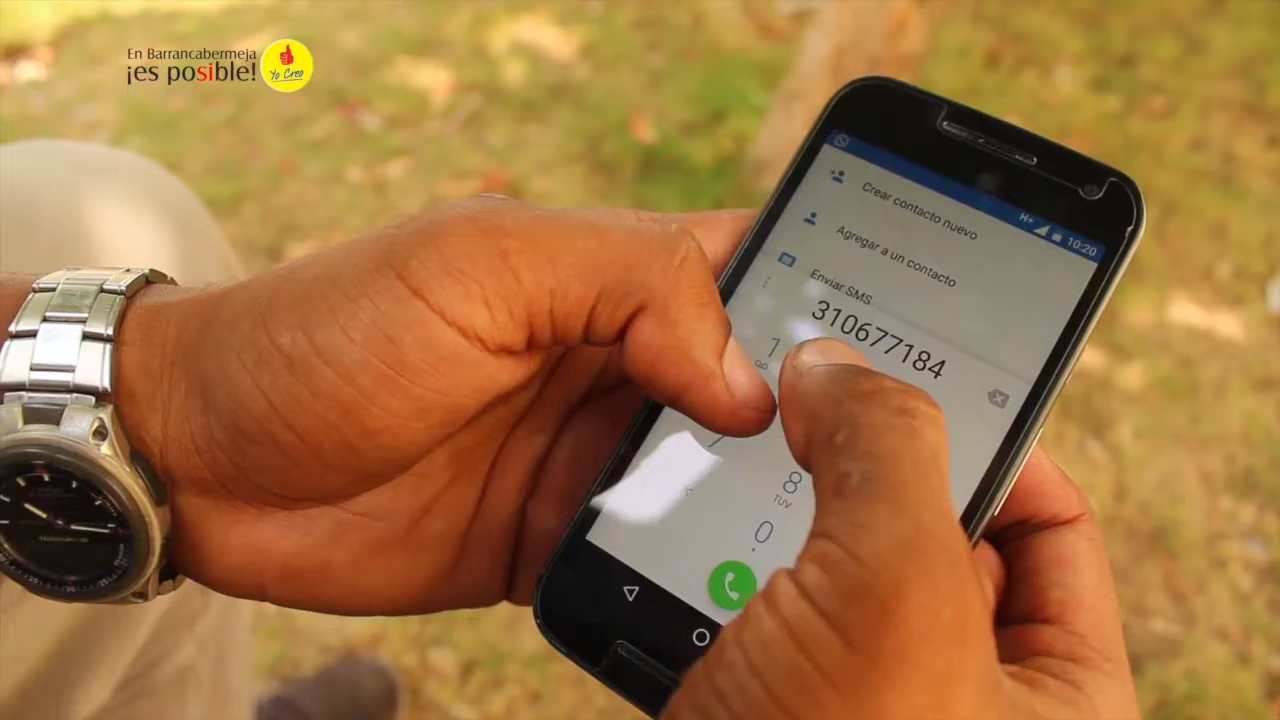 En Barrancabermeja
¡es posible!
Yo Creo
H+ 10:20
Crear contacto nuevo
Agregar a un contacto
Enviar SMS
310677184
1
8
TUV
0